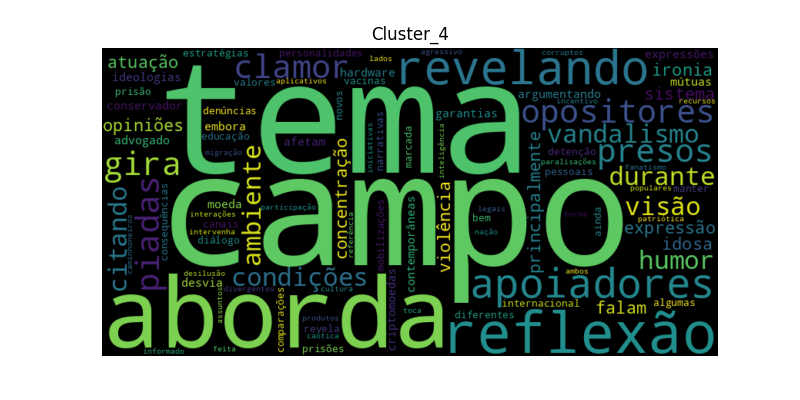 Cluster_4
estratégias
personalidades
agressivo
corruptos
atuação
clamor
lados
revelando
expressões
ideologias
hardware
ironia
valores
aplicativos
vacinas
mútuas
prisão
argumentando
sistema
conservador
denúncias
novos
incentivo
recursos
tema
opositores
opiniões
embora
garantias
vandalismo
advogado
educação
afetam
iniciativas
narrativas
marcada
inteligência
principalmente
detenção
presos
gira
migração
paralisações
fanatismo
ambiente
concentração
pessoais
durante
citando
piadas
consequências
campo
populares
manter
moeda
participação
legais
visão
caminhoneiros
interações
referência
mobilizações
contemporâneas
violência
bem
ainda
torna
patriótica
canais
intervenha
nação
expressão
diálogo
idosa
humor
desilusão
condições
ambos
desvia
apoiadores
assuntos
divergentes
cultura
criptomoedas
internacional
falam
algumas
aborda
comparações
produtos
revela
toca
diferentes
reflexão
caótica
informado
feita
prisões